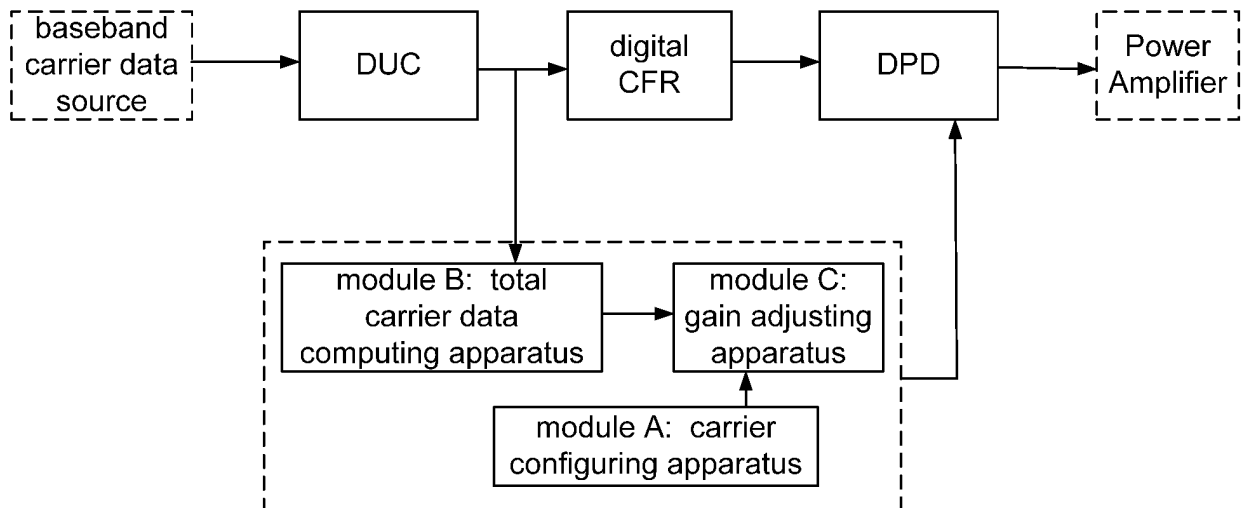 baseband
carrier data
source
DUC
digital
CFR
DPD
Power
Amplifier
module B: total
carrier data
computing apparatus
module C:
gain adjusting
apparatus
module A: carrier
configuring apparatus